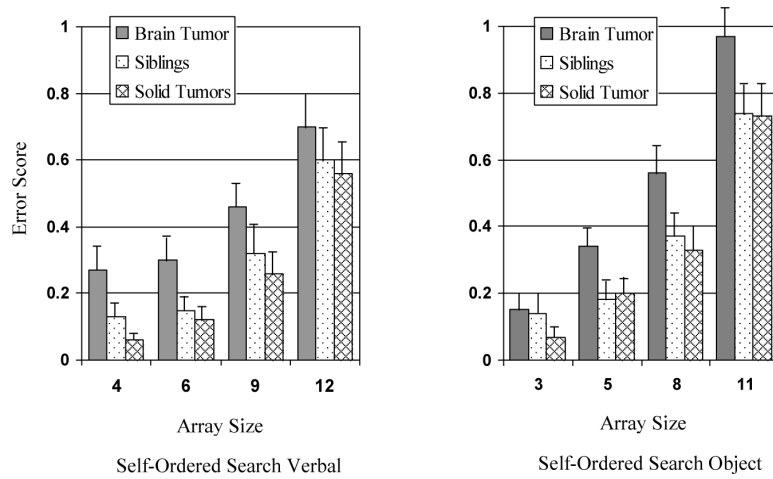 1
0.8
0.6
0.4
0.2
0
Error Score
Brain Tumor
Siblings
Solid Tumors
4 6 9 12
Array Size
Self-Ordered Search Verbal
1
0.8
0.6
0.4
0.2
0
Brain Tumor
Siblings
Solid Tumor
3 5 8 11
Array Size
Self-Ordered Search Object